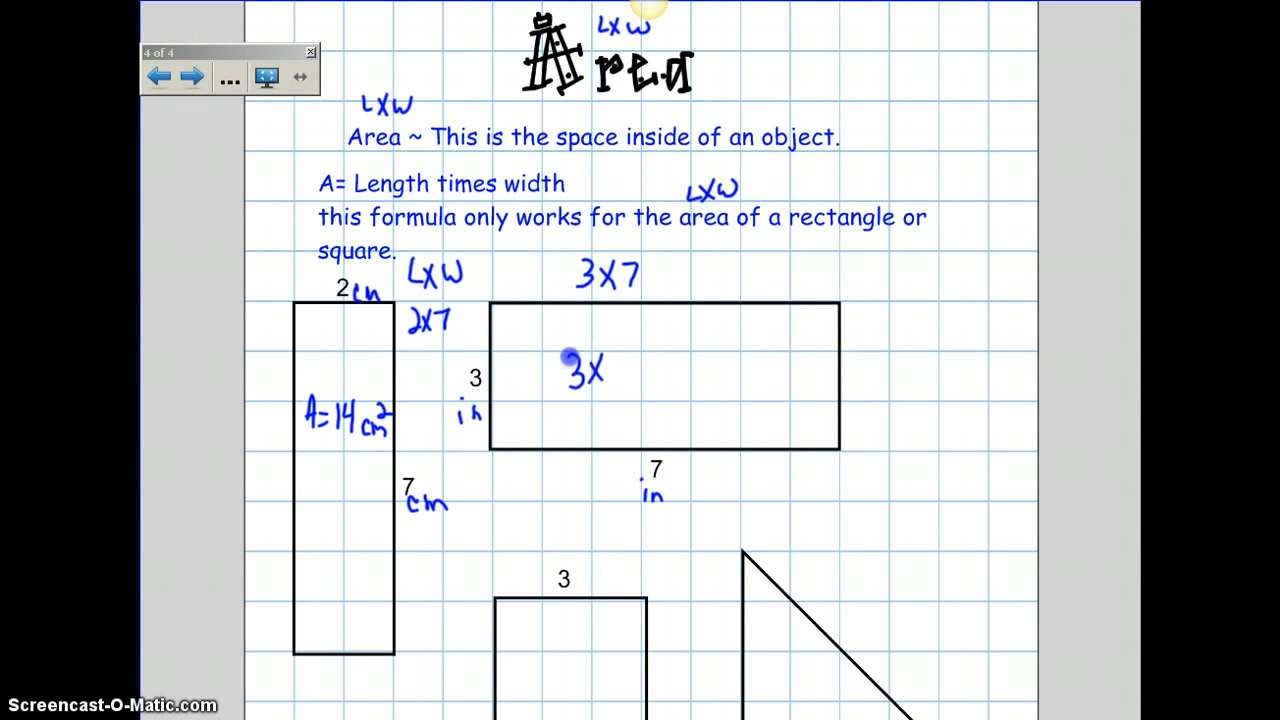 LXW
Area
4 of 4
...
LXW
Area ~ This is the space inside of an object.
A= Length times width
LXW
this formula only works for the area of a rectangle or
square.
LXW
3X7
2cm
2X7
3X
3
in
A=14cm²
7
in
7
cm
3
Screencast-O-Matic.com